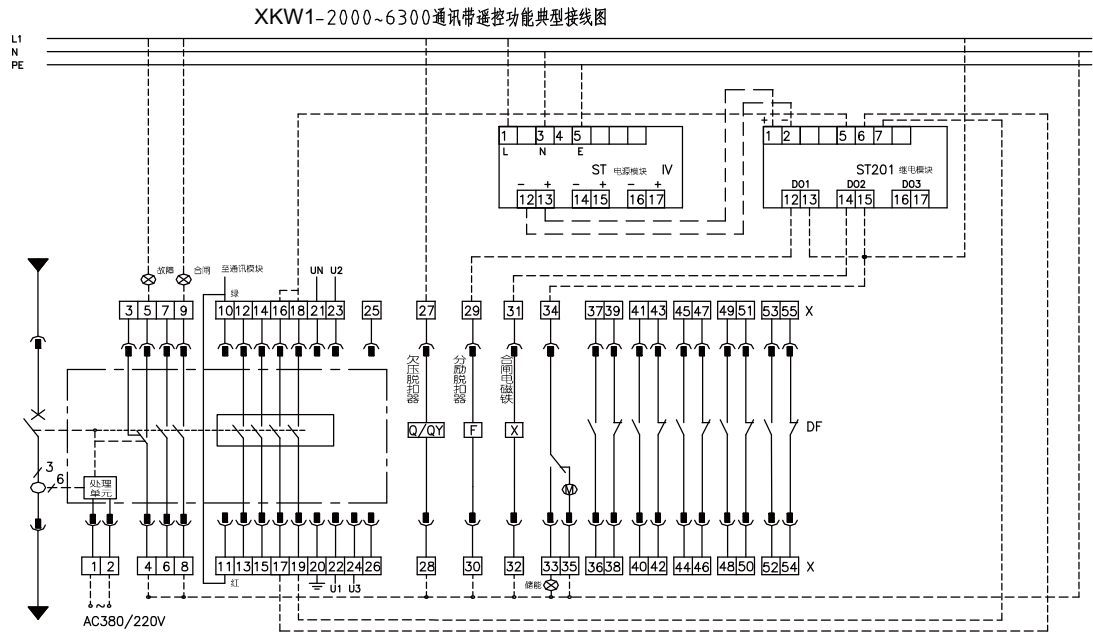 XKW1-2000~6300通讯带遥控功能典型接线图
L1
N
PE
1 3 4 5
L N E
ST 电源模块 IV
- + - + - +
12 13 14 15 16 17
+ -
1 2 5 6 7
ST201 继电模块
DO1 DO2 DO3
12 13 14 15 16 17
故障 合闸 至通讯模块 UN U2
绿
3 5 7 9 10 12 14 16 18 21 23 25 27 29 31 34 37 39 41 43 45 47 49 51 53 55 X
欠压脱扣器
分励脱扣器
合闸电磁铁
Q/QY F X DF
3
6
处理
单元
M
1 2 4 6 8 11 13 15 17 19 20 22 24 26 28 30 32 33 35 36 38 40 42 44 46 48 50 52 54 X
红 U1 U3 储能
~
AC380/220V